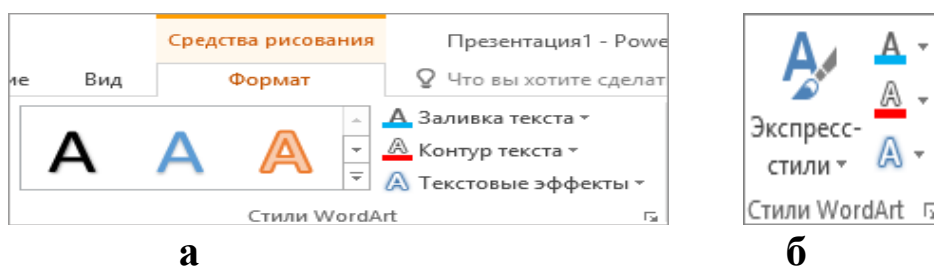 Средства рисования Презентация1 - Powe
ие Вид Формат Что вы хотите сделат
А А А
Заливка текста
Контур текста
Текстовые эффекты
Стили WordArt
а
Экспресс-
стили
Стили WordArt
б